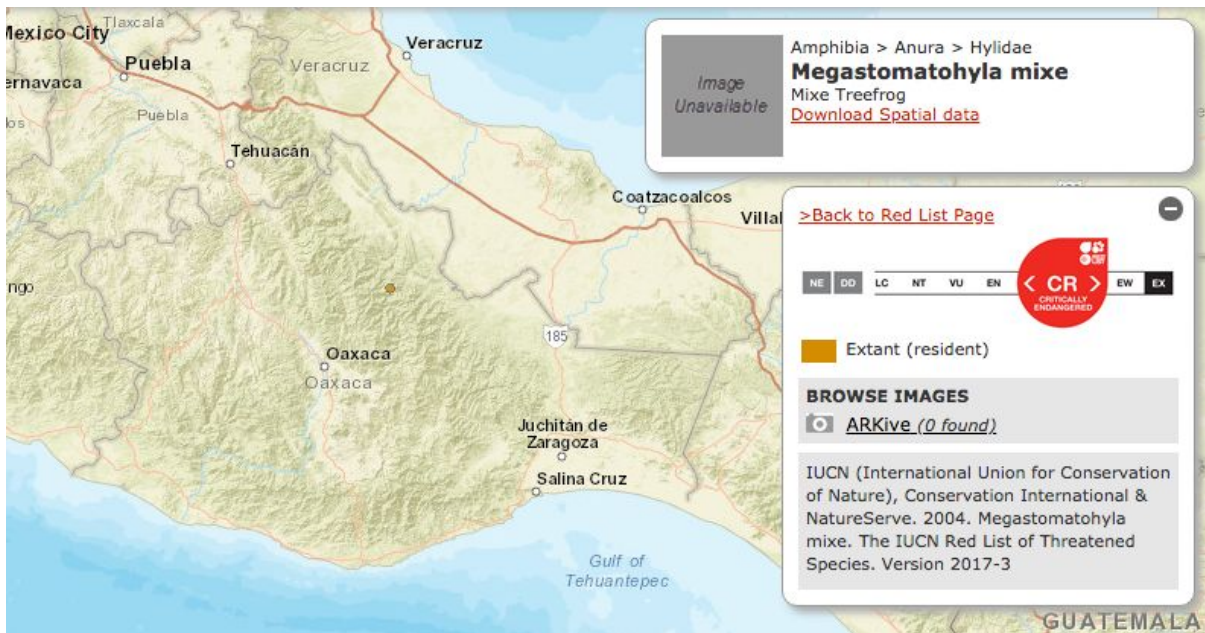 Mexico City
Tlaxcala
Veracruz
Puebla
Veracruz
ernavaca
Puebla
los
Tehuacán
Coatzacoalcos
Villal
ngo
185
Oaxaca
Oaxaca
Juchitán de
Zaragoza
Salina Cruz
Gulf of
Tehuantepec
GUATEMALA
Image
Unavailable
Amphibia > Anura > Hylidae
Megastomatohyla mixe
Mixe Treefrog
Download Spatial data
>Back to Red List Page
NE DD LC NT VU EN < CR > EW EX
CRITICALLY
ENDANGERED
Extant (resident)
BROWSE IMAGES
ARKive (0 found)
IUCN (International Union for Conservation
of Nature), Conservation International &
NatureServe. 2004. Megastomatohyla
mixe. The IUCN Red List of Threatened
Species. Version 2017-3